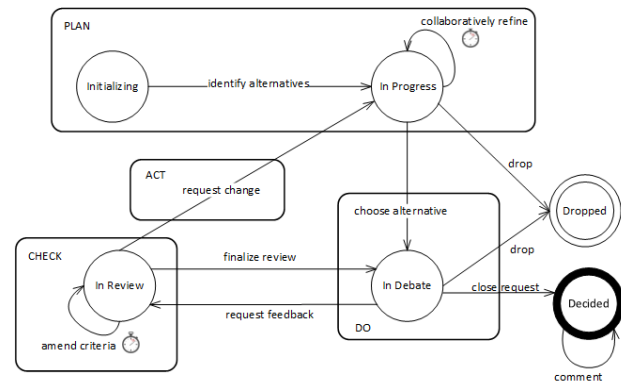 PLAN
collaboratively refine
Initializing
identify alternatives
In Progress
ACT
request change
drop
choose alternative
Dropped
CHECK
finalize review
drop
In Review
In Debate
close request
Decided
request feedback
DO
amend criteria
comment